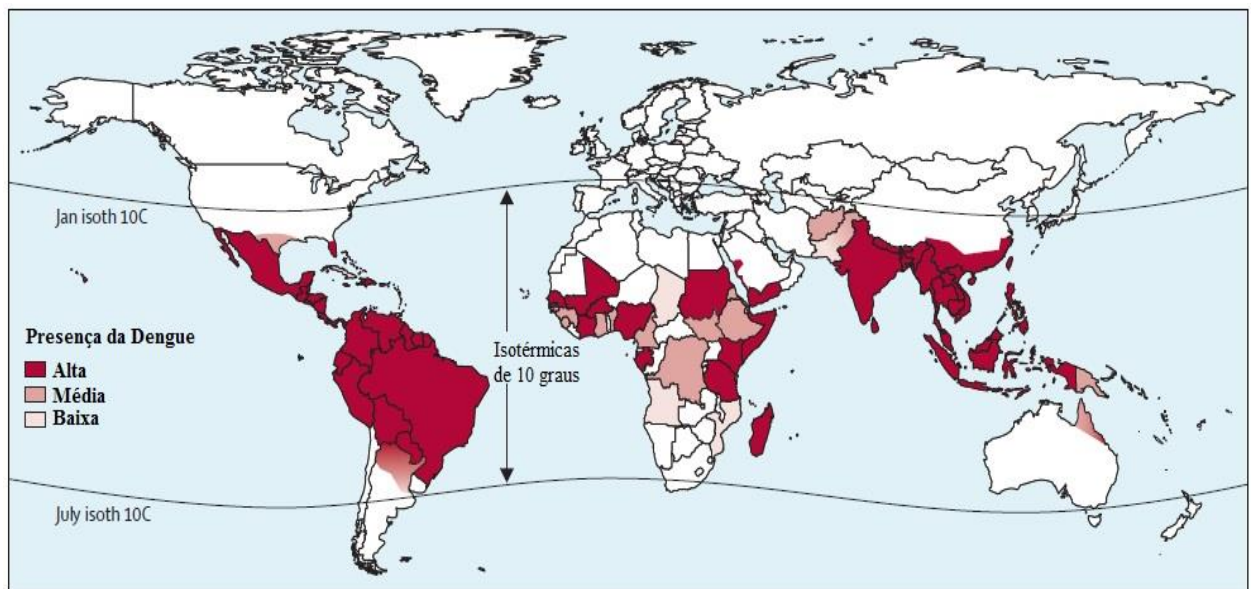 Jan isoth 10C
Presença da Dengue
Alta
Média
Baixa
Isotérmicas
de 10 graus
July isoth 10C